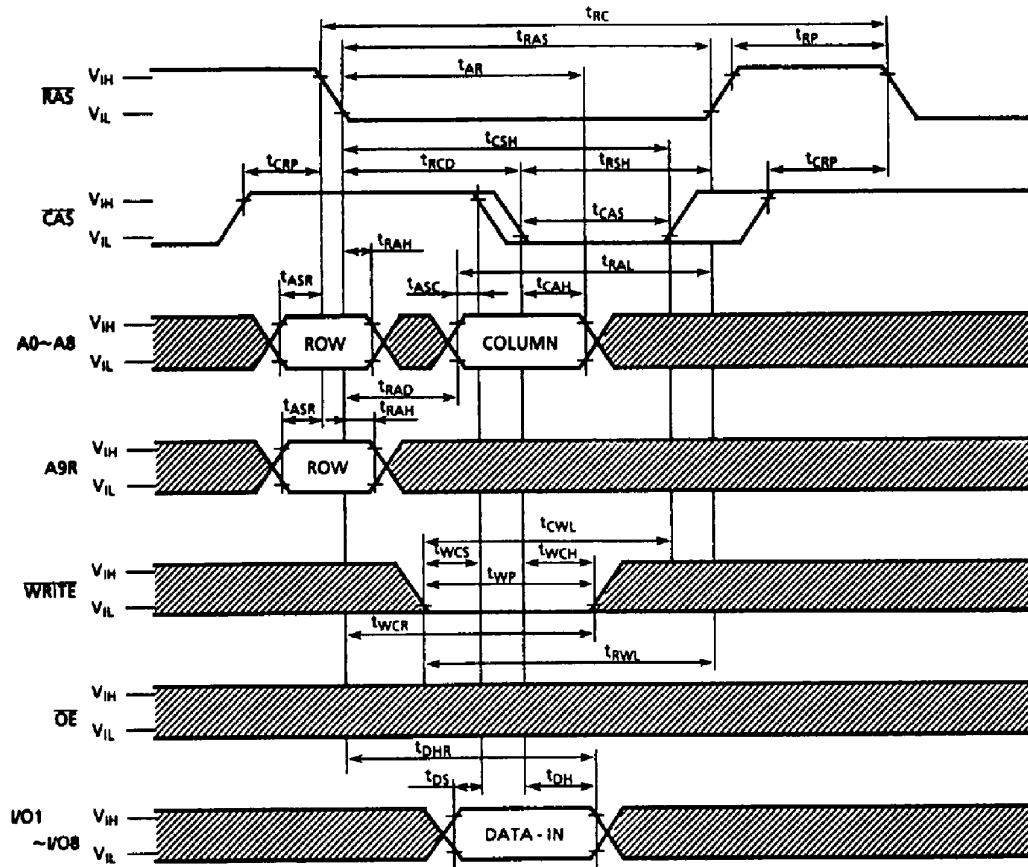 tRC
tRAS
tRP
tAR
VIH
RAS
VIL
tCSH
tCRP
tRCD
tRSH
tCRP
VIH
CAS
tCAS
VIL
tRAH
tRAL
tASR
tASC
tCAH
VIH
A0~A8
ROW
COLUMN
VIL
tRAD
tASR
tRAH
VIH
A9R
ROW
VIL
tCWL
tWCS
tWCH
VIH
tWP
WRITE
VIL
tWCR
tRWL
VIH
OE
VIL
tDHR
tDS
tDH
I/O1
VIH
~I/O8
DATA - IN
VIL